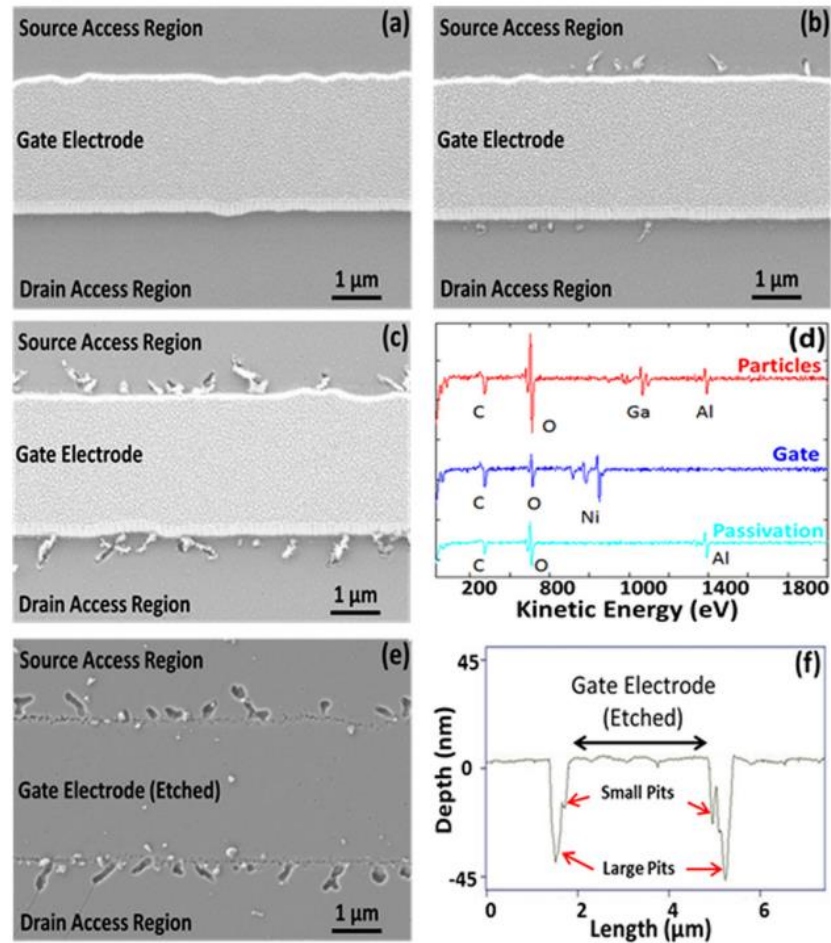 Source Access Region (a)
Gate Electrode
Drain Access Region 1 µm
Source Access Region (b)
Gate Electrode
Drain Access Region 1 µm
Source Access Region (c)
Gate Electrode
Drain Access Region 1 µm
(d)
Particles
C O Ga Al
Gate
C O Ni
Passivation
C O Al
200 400 600 800 1000 1400 1800
Kinetic Energy (eV)
Source Access Region (e)
Gate Electrode (Etched)
Drain Access Region 1 µm
(f)
45
Gate Electrode
(Etched)
0
Small Pits
Large Pits
-45
Depth (nm)
0 2 4 6
Length (µm)